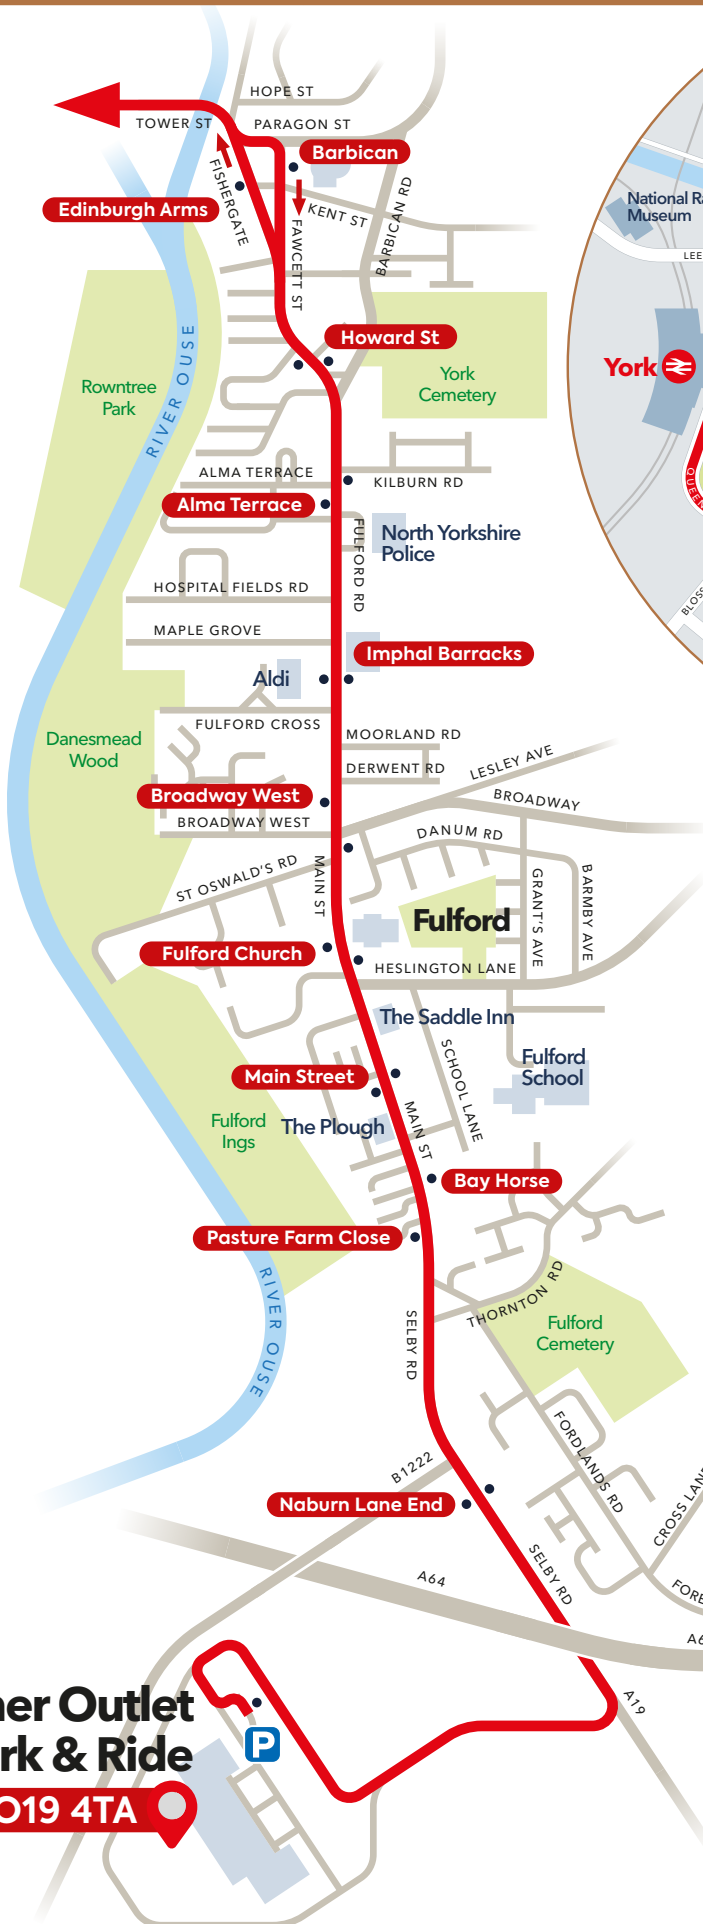 HOPE ST
TOWER ST
PARAGON ST
Barbican
FISHERGATE
Edinburgh Arms
KENT ST
BARBICAN RD
FAWCETT ST
National
Museum
LEE
Howard St
York
RIVER OUSE
Rowntree
Park
York
Cemetery
ALMA TERRACE
KILBURN RD
QUEEN
Alma Terrace
FULFORD RD
North Yorkshire
Police
HOSPITAL FIELDS RD
BLOSS
MAPLE GROVE
Imphal Barracks
Aldi
FULFORD CROSS
MOORLAND RD
Danesmead
Wood
DERWENT RD
LESLEY AVE
Broadway West
BROADWAY
BROADWAY WEST
DANUM RD
ST OSWALD'S RD
MAIN ST
GRANT'S AVE
BARMBY AVE
Fulford
Fulford Church
HESLINGTON LANE
The Saddle Inn
SCHOOL LANE
Fulford
School
Main Street
Fulford
Ings
The Plough
MAIN ST
Bay Horse
Pasture Farm Close
RIVER OUSE
THORNTON RD
SELBY RD
Fulford
Cemetery
FORDLANDS RD
B1222
CROSS LAN
Naburn Lane End
SELBY RD
A64
FORE
A6
A19
ner Outlet
rk & Ride
P
O19 4TA